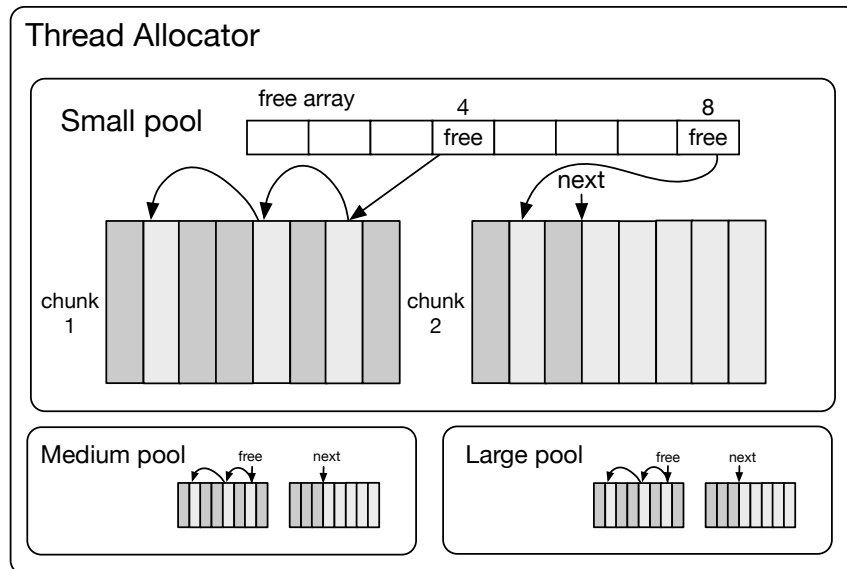 Thread Allocator
free array
4
8
Small pool
free
free
next
chunk
1
chunk
2
Medium pool
free
next
Large pool
free
next